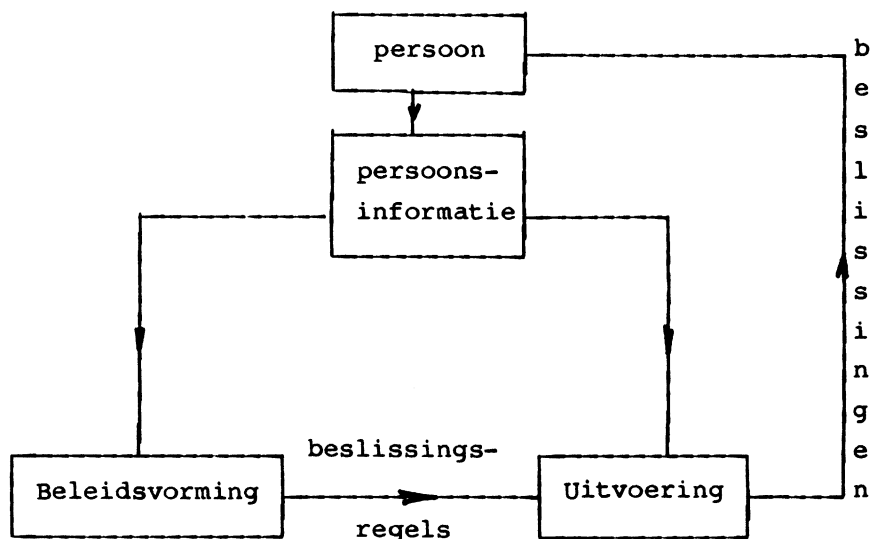 persoon
persoons-
informatie
beslissings-
Beleidsvorming
Uitvoering
regels
beslissingen